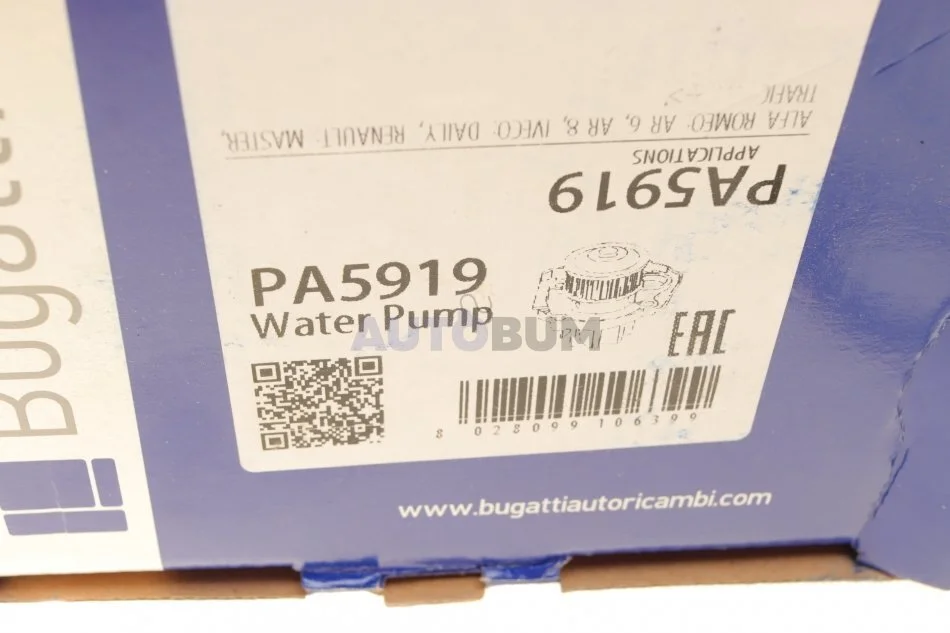 TRAFIC
ALFA ROMEO: AR 6, AR 8, IVECO: DAILY, RENAULT: MASTER,
APPLICATIONS
PA5919
PA5919
Water Pump
AUTOBUM
EAC
8 028099 106399
www.bugattiautoricambi.com